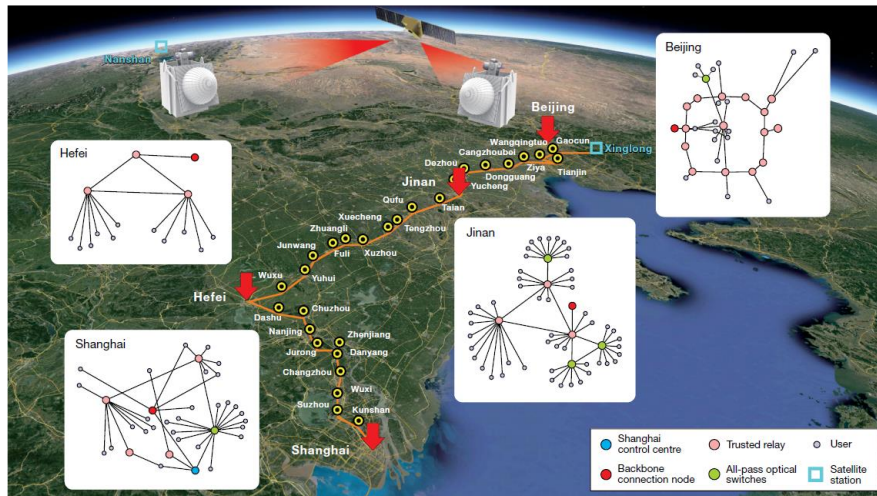 Nanshan
Beijing
Beijing
Wangqingtuo
Gaocun
Cangzhoubei
Xinglong
Dezhou
Ziya
Dongguang
Tianjin
Hefei
Jinan
Yucheng
Qufu
Taian
Xuecheng
Tengzhou
Zhuangli
Jinan
Junwang
Fuli
Xuzhou
Wuxu
Yuhui
Hefei
Chuzhou
Dashu
Nanjing
Zhenjiang
Shanghai
Jurong
Danyang
Changzhou
Wuxi
Suzhou
Kunshan
Shanghai
Shanghai
control centre
Trusted relay
User
Backbone
connection node
All-pass optical
switches
Satellite
station